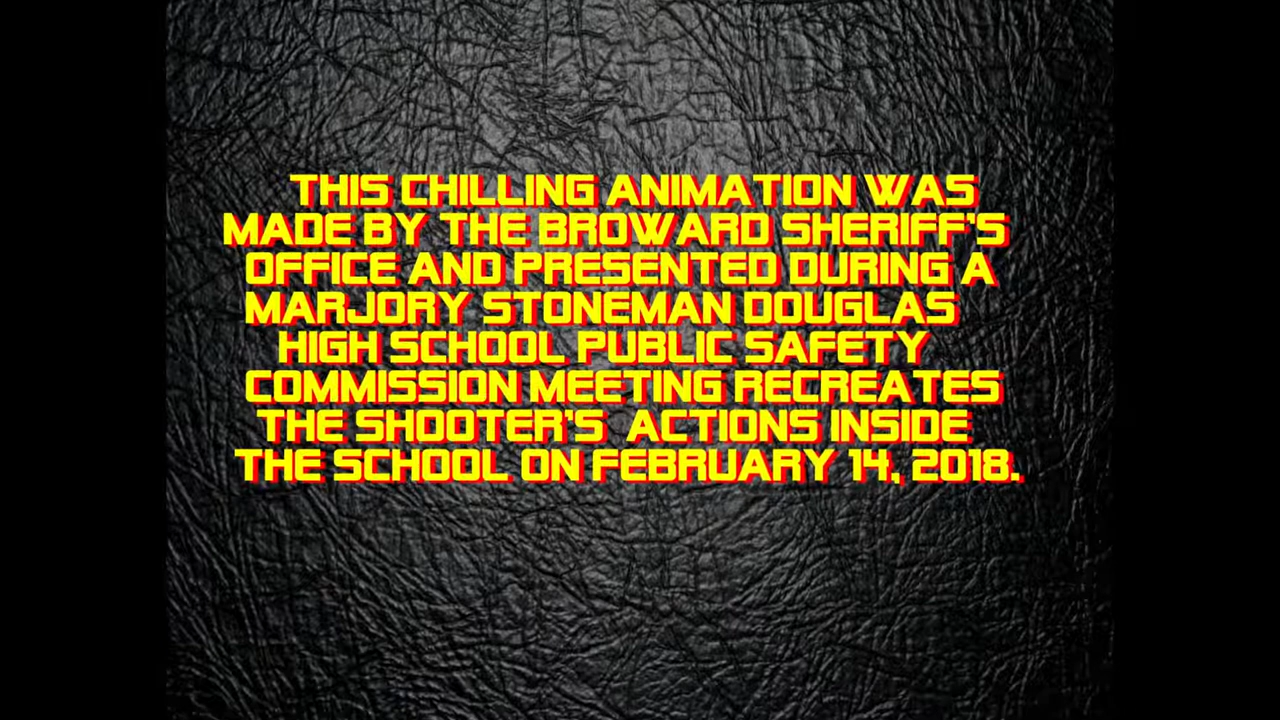 THIS CHILLING ANIMATION WAS
MADE BY THE BROWARD SHERIFF'S
OFFICE AND PRESENTED DURING A
MARJORY STONEMAN DOUGLAS
HIGH SCHOOL PUBLIC SAFETY
COMMISSION MEETING RECREATES
THE SHOOTER'S ACTIONS INSIDE
THE SCHOOL ON FEBRUARY 14, 2018.